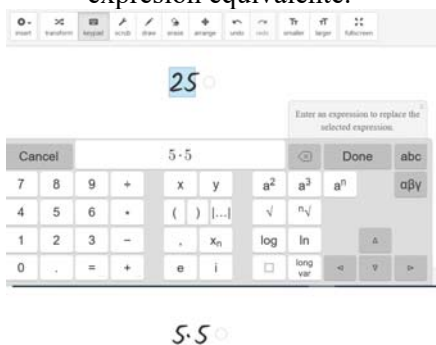 expresión equivalente.
insert transform keypad scrub draw erase arrange undo redo smaller larger fullscreen
25
Enter an expression to replace the
selected expression.
Cancel 5·5 Done abc
7 8 9 ÷ x y a² a³ aⁿ αβγ
4 5 6 • ( ) |...| √ ⁿ√
1 2 3 − , xₙ log ln
0 . = + e i long
var
5·5